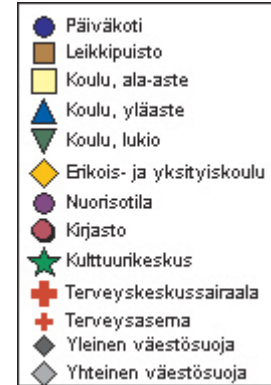 Päiväkoti
Leikkipuisto
Koulu, ala-aste
Koulu, yläaste
Koulu, lukio
Erikois- ja yksityiskoulu
Nuorisotila
Kirjasto
Kulttuurikeskus
Terveyskeskussairaala
Terveysasema
Yleinen väestösuoja
Yhteinen väestösuoja